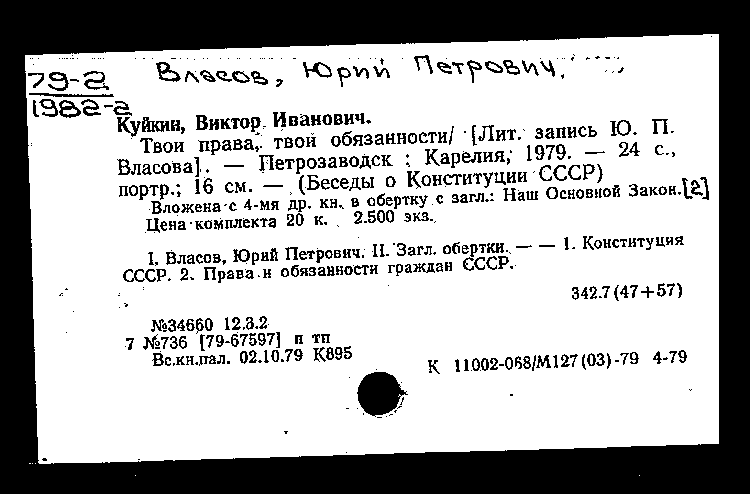 Власов, Юрий Петрович.
79-2
1982-2
Куйкин, Виктор Иванович.
Твои права, твои обязанности/ [Лит. запись Ю. П.
Власова]. — Петрозаводск : Карелия, 1979. — 24 с.,
портр.; 16 см. — (Беседы о Конституции СССР)
Вложена с 4-мя др. кн. в обертку с загл.: Наш Основной Закон.[2]
Цена комплекта 20 к. 2.500 экз.
I. Власов, Юрий Петрович. II. Загл. обертки. — — 1. Конституция
СССР. 2. Права и обязанности граждан СССР.
342.7(47+57)
№34660 12.3.2
7 №736 [79-67597] п тп
Вс.кн.пал. 02.10.79 К895
К 11002-068/М127(03)-79 4-79